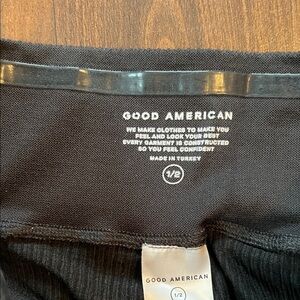 GOOD AMERICAN
WE MAKE CLOTHES TO MAKE YOU
FEEL AND LOOK YOUR BEST
EVERY GARMENT IS CONSTRUCTED
SO YOU FEEL CONFIDENT
MADE IN TURKEY
1/2
GOOD AMERICAN
1/2